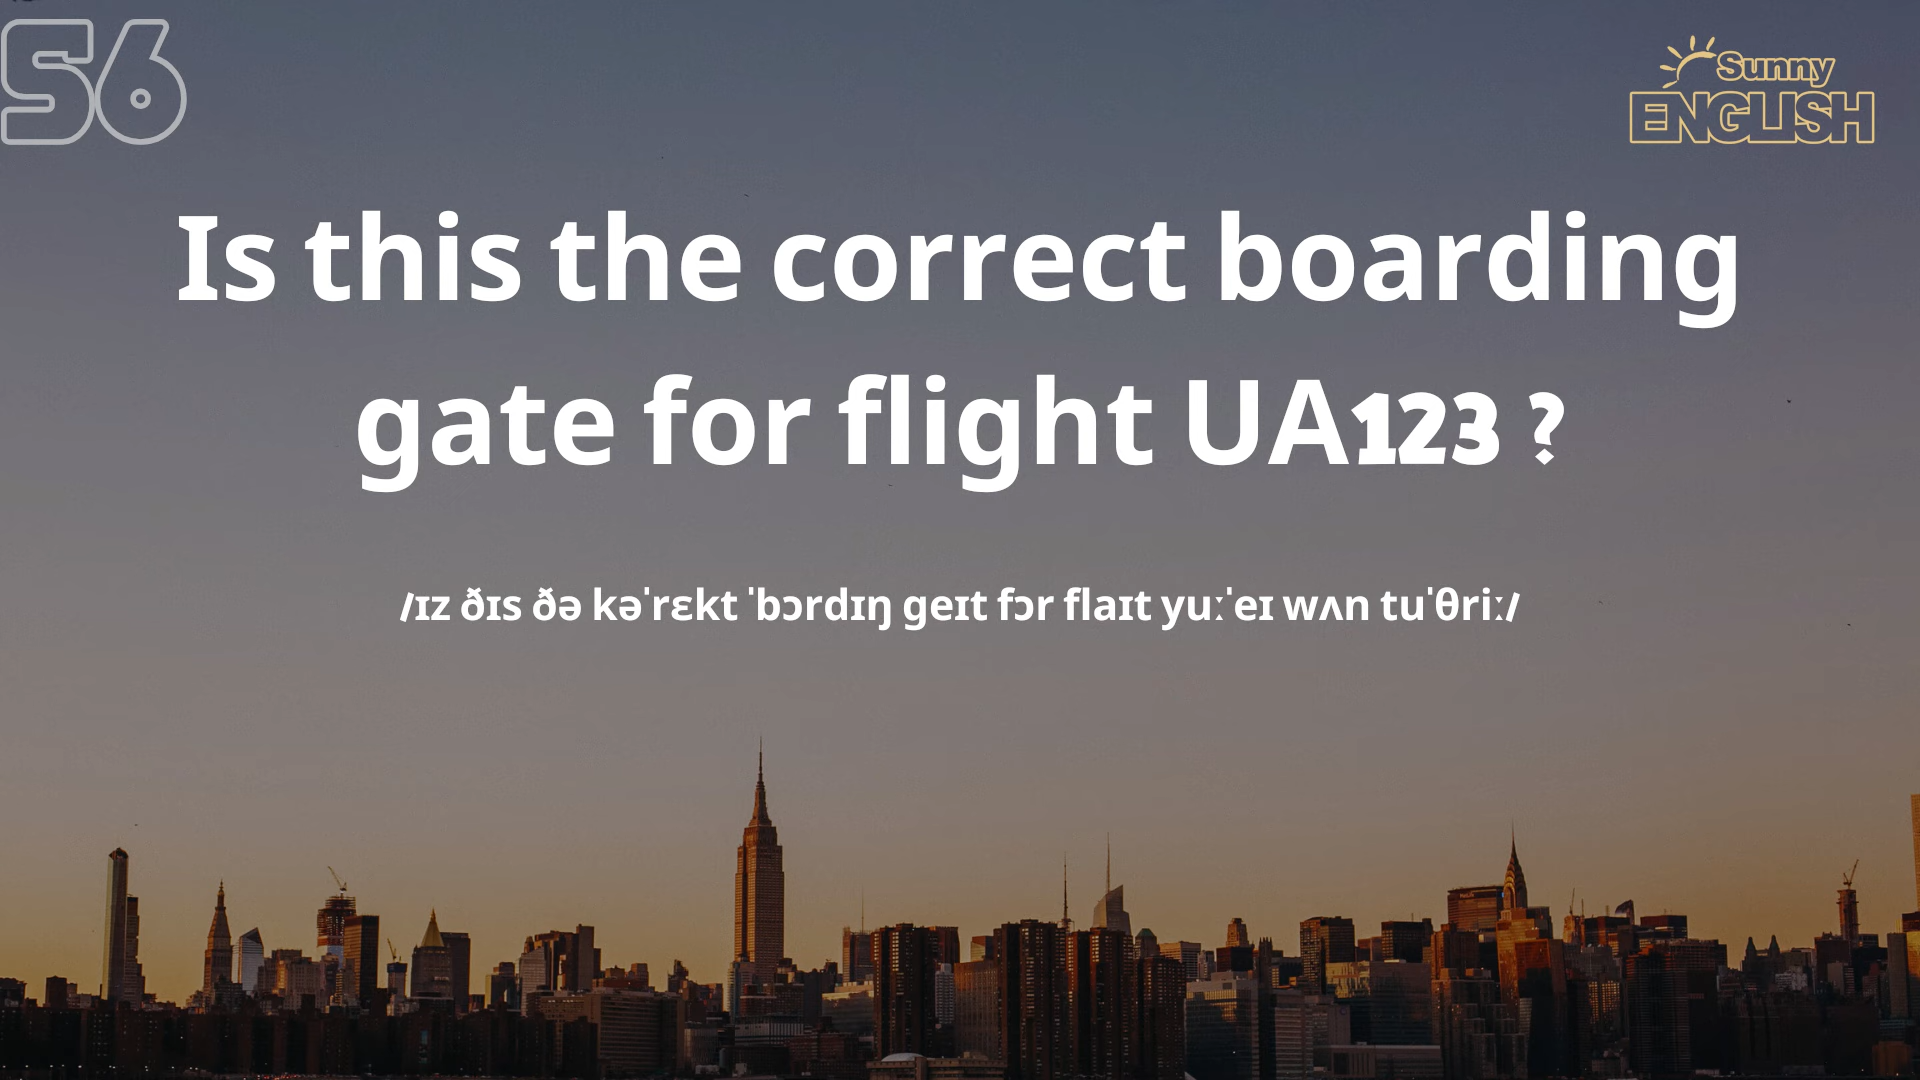 56
Sunny
ENGLISH
Is this the correct boarding
gate for flight UA123 ?
/ɪz ðɪs ðə kəˈrɛkt ˈbɔrdɪŋ geɪt fɔr flaɪt yuːˈeɪ wʌn tuˈθriː/